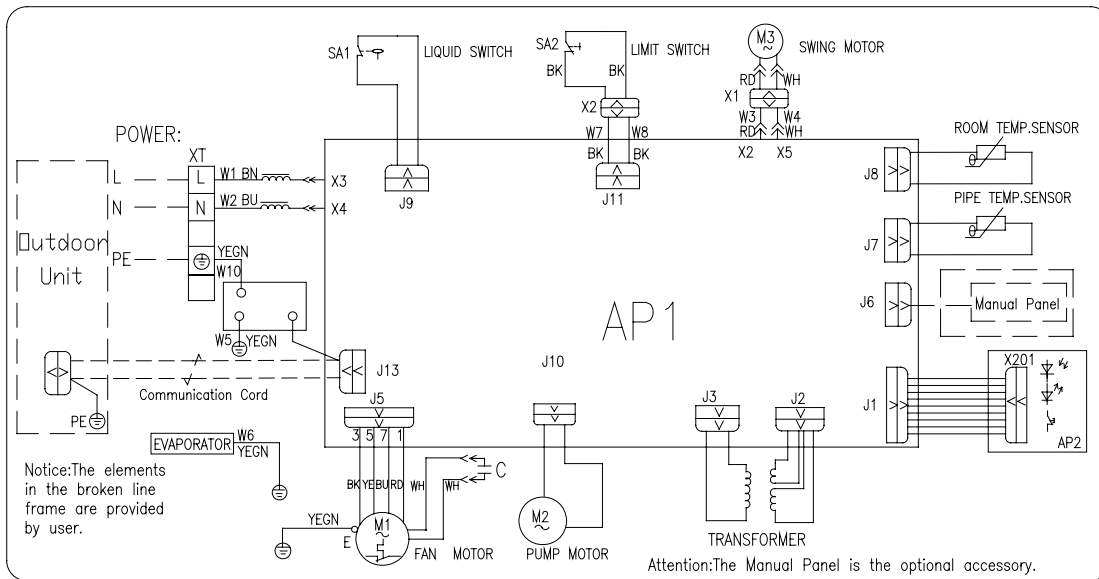 SA1
LIQUID SWITCH
SA2
BK
BK
LIMIT SWITCH
M3
~
SWING MOTOR
RD
WH
X1
X2
W3
W4
RD
WH
W7
W8
BK
BK
X2
X5
POWER:
XT
L
L
W1 BN
X3
N
N
W2 BU
X4
J9
J11
ROOM TEMP.SENSOR
θ
J8
PIPE TEMP.SENSOR
θ
J7
Outdoor
Unit
PE
YEGN
W10
W5
YEGN
AP1
J6
Manual Panel
J13
J10
Communication Cord
PE
X201
J1
AP2
J5
3 5 7 1
J3
J2
EVAPORATOR
W6
YEGN
C
BK YE BU RD
WH
WH
Notice:The elements
in the broken line
frame are provided
by user.
YEGN
E
M1
~
FAN MOTOR
M2
~
PUMP MOTOR
TRANSFORMER
Attention:The Manual Panel is the optional accessory.